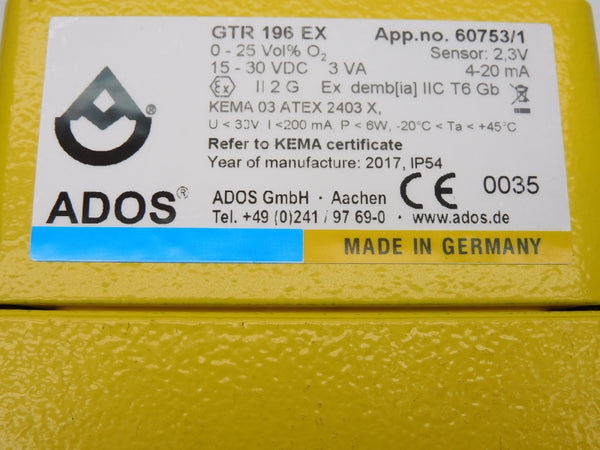 GTR 196 EX App.no. 60753/1
0 - 25 Vol% O₂ Sensor: 2,3V
15 - 30 VDC 3 VA 4-20 mA
Ex II 2 G Ex demb[ia] IIC T6 Gb
KEMA 03 ATEX 2403 X,
U < 30V, I <200 mA, P < 6W, -20°C < Ta < +45°C
Refer to KEMA certificate
Year of manufacture: 2017, IP54
ADOS®
ADOS GmbH · Aachen CE 0035
Tel. +49 (0)241 / 97 69-0 · www.ados.de
MADE IN GERMANY